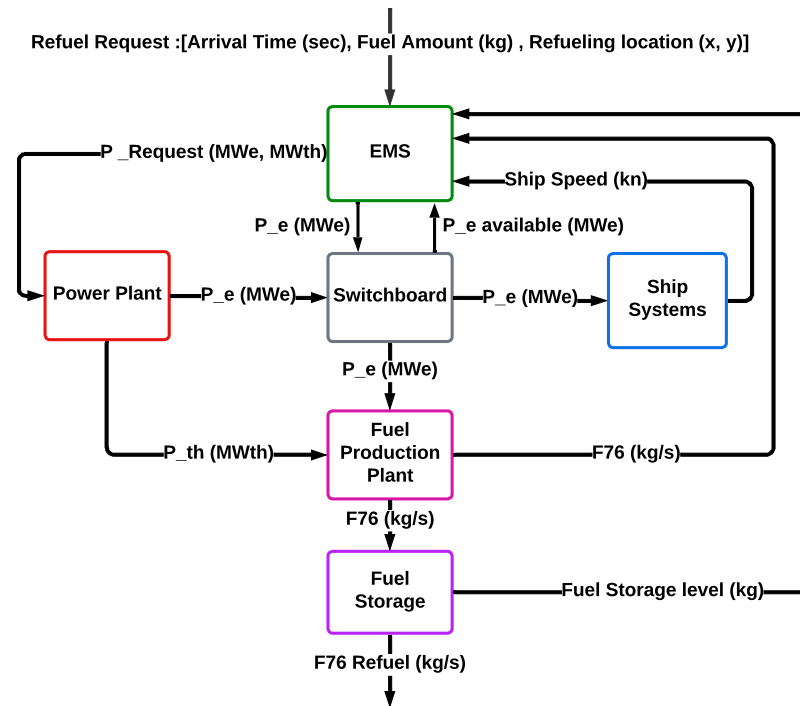 Refuel Request :[Arrival Time (sec), Fuel Amount (kg) , Refueling location (x, y)]
EMS
P _Request (MWe, MWth)
Ship Speed (kn)
P_e (MWe)
P_e available (MWe)
Power Plant
P_e (MWe)
Switchboard
P_e (MWe)
Ship
Systems
P_e (MWe)
Fuel
Production
Plant
P_th (MWth)
F76 (kg/s)
F76 (kg/s)
Fuel
Storage
Fuel Storage level (kg)
F76 Refuel (kg/s)